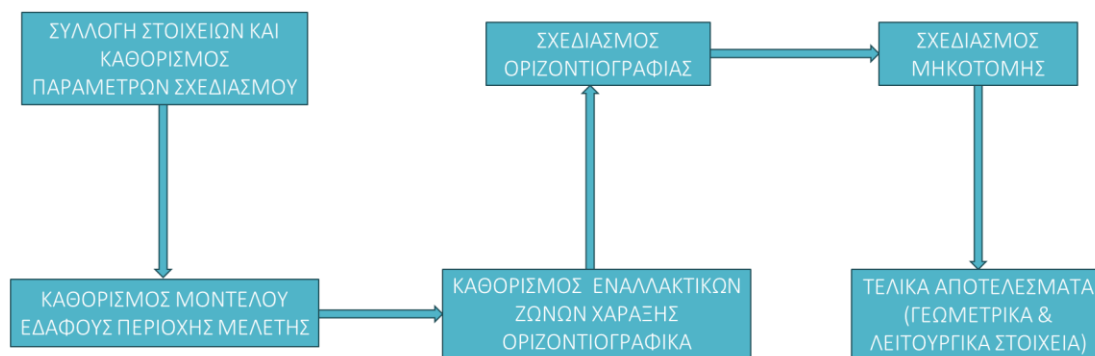 ΣΥΛΛΟΓΗ ΣΤΟΙΧΕΙΩΝ ΚΑΙ
ΚΑΘΟΡΙΣΜΟΣ
ΠΑΡΑΜΕΤΡΩΝ ΣΧΕΔΙΑΣΜΟΥ
ΚΑΘΟΡΙΣΜΟΣ ΜΟΝΤΕΛΟΥ
ΕΔΑΦΟΥΣ ΠΕΡΙΟΧΗΣ ΜΕΛΕΤΗΣ
ΚΑΘΟΡΙΣΜΟΣ ΕΝΑΛΛΑΚΤΙΚΩΝ
ΖΩΝΩΝ ΧΑΡΑΞΗΣ
ΟΡΙΖΟΝΤΙΟΓΡΑΦΙΚΑ
ΣΧΕΔΙΑΣΜΟΣ
ΟΡΙΖΟΝΤΙΟΓΡΑΦΙΑΣ
ΣΧΕΔΙΑΣΜΟΣ
ΜΗΚΟΤΟΜΗΣ
ΤΕΛΙΚΑ ΑΠΟΤΕΛΕΣΜΑΤΑ
(ΓΕΩΜΕΤΡΙΚΑ &
ΛΕΙΤΟΥΡΓΙΚΑ ΣΤΟΙΧΕΙΑ)